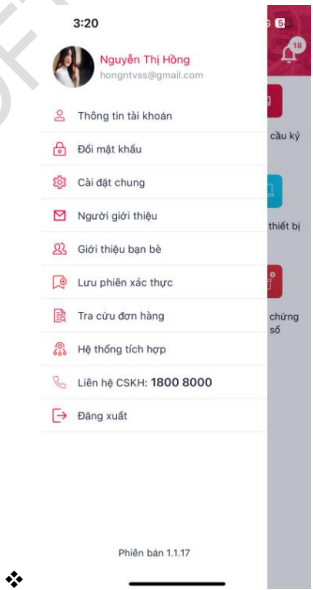 3:20
Nguyễn Thị Hồng
hongntvss@gmail.com
18
Thông tin tài khoản
Đổi mật khẩu
cầu ký
Cài đặt chung
Người giới thiệu
thiết bị
Giới thiệu bạn bè
Lưu phiên xác thực
Tra cứu đơn hàng
chứng
số
Hệ thống tích hợp
Liên hệ CSKH: 1800 8000
Đăng xuất
Phiên bản 1.1.17